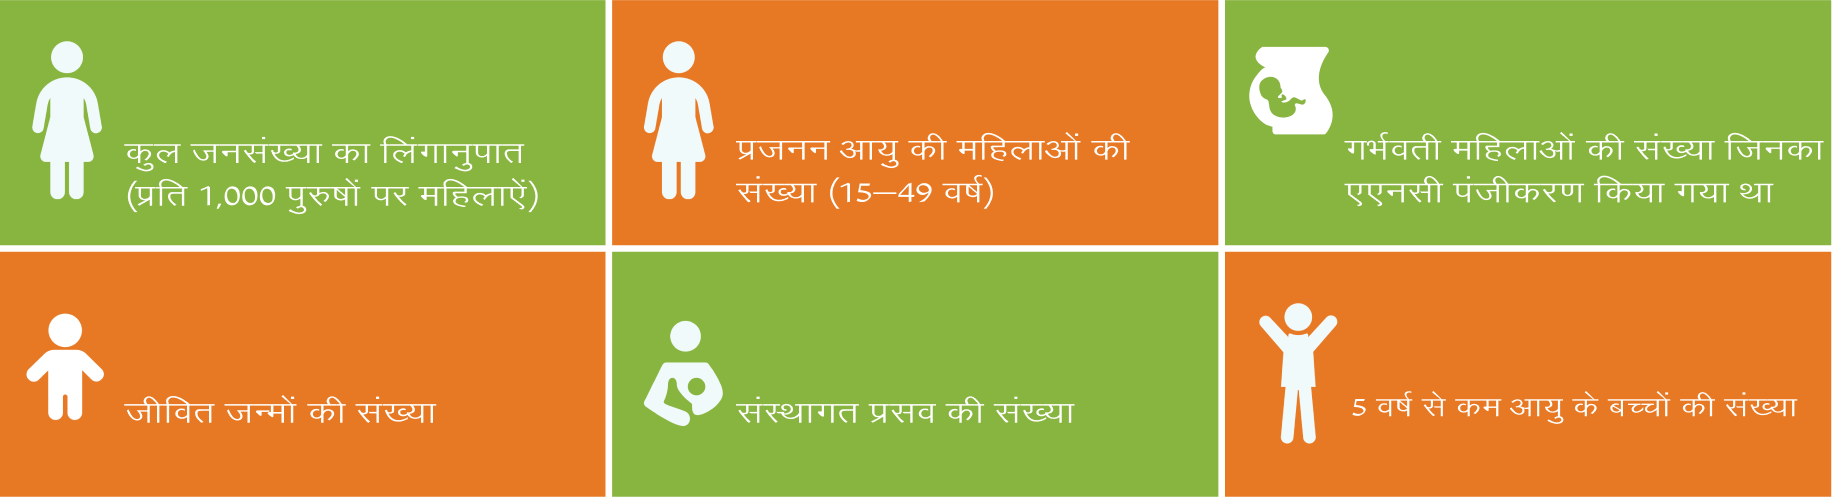 कुल जनसंख्या का लिंगानुपात
(प्रति 1,000 पुरुषों पर महिलाऐं)
प्रजनन आयु की महिलाओं की
संख्या (15—49 वर्ष)
गर्भवती महिलाओं की संख्या जिनका
एएनसी पंजीकरण किया गया था
जीवित जन्मों की संख्या
संस्थागत प्रसव की संख्या
5 वर्ष से कम आयु के बच्चों की संख्या